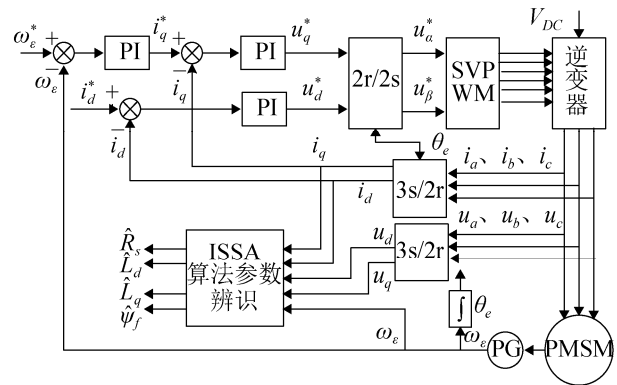 ω_ε^* + PI i_q^* + PI u_q^* 2r/2s u_α^* SVP WM V_DC 逆变器
− ω_ε i_d^* + − i_q PI u_d^* u_β^*
− i_d i_q θ_e i_a、i_b、i_c
i_d 3s/2r
u_a、u_b、u_c
R̂_s ISSA u_d 3s/2r
L̂_d 算法参数 u_q
L̂_q 辨识 ∫ θ_e
ψ̂_f
ω_ε ω_ε PG PMSM